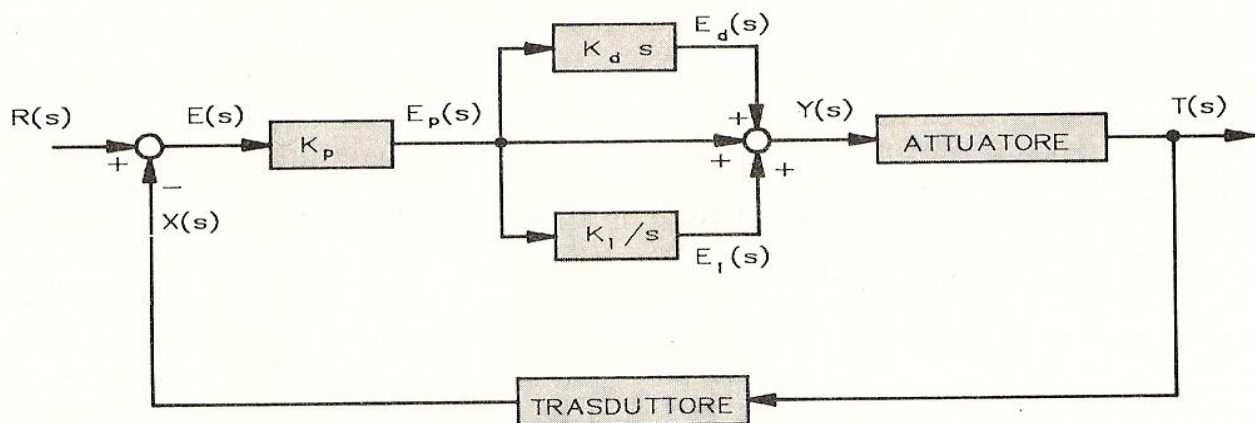 E_d(s)
K_d s
R(s)
E(s)
E_p(s)
Y(s)
T(s)
+
K_p
+
+
ATTUATORE
−
+
X(s)
K_I /s
E_I(s)
TRASDUTTORE